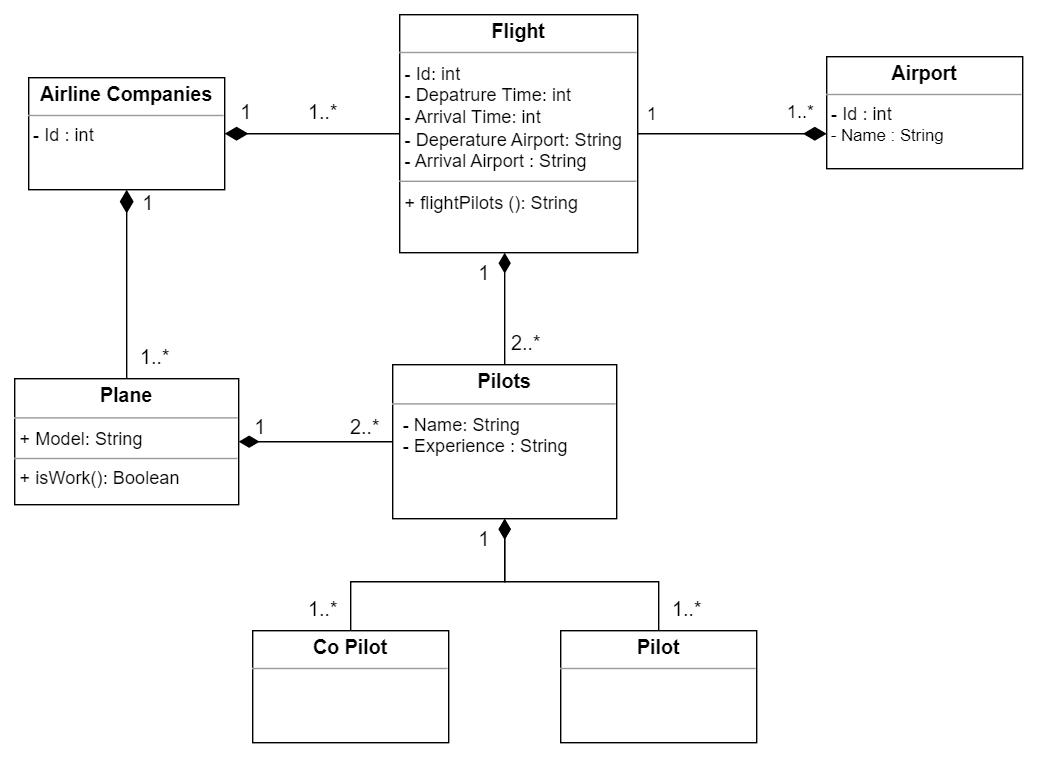 Flight
- Id: int
- Depatrure Time: int
- Arrival Time: int
- Deperature Airport: String
- Arrival Airport : String
+ flightPilots (): String
Airline Companies
- Id : int
1
1..*
1
1..*
Airport
- Id : int
- Name : String
1
1..*
1
2..*
Plane
+ Model: String
+ isWork(): Boolean
1
2..*
Pilots
- Name: String
- Experience : String
1
1..*
1..*
Co Pilot
Pilot